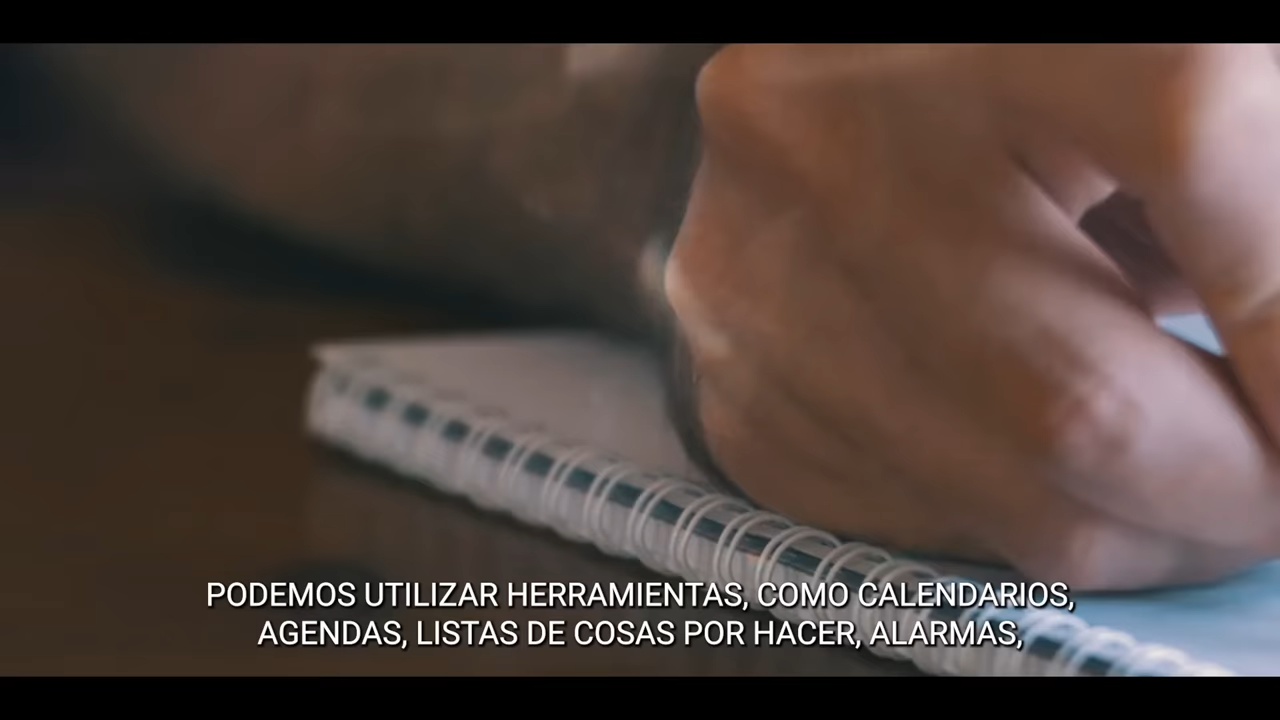 PODEMOS UTILIZAR HERRAMIENTAS, COMO CALENDARIOS,
AGENDAS, LISTAS DE COSAS POR HACER, ALARMAS,